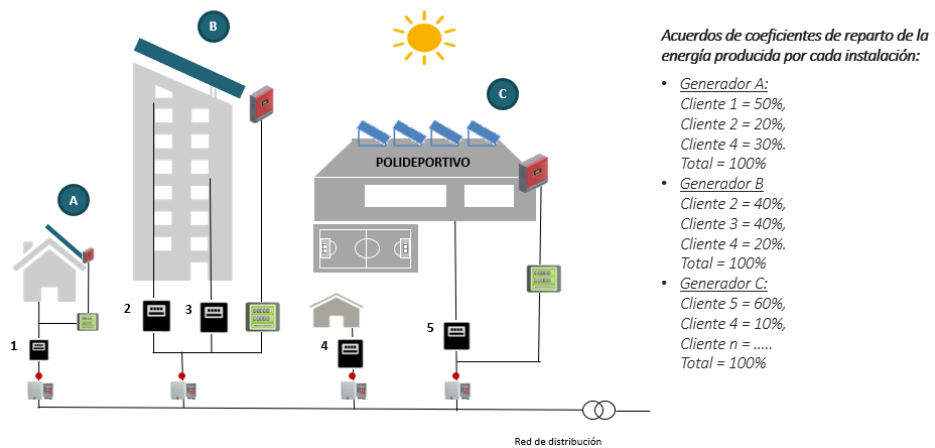 B
C
A
POLIDEPORTIVO
2
3
1
4
5
Red de distribución
Acuerdos de coeficientes de reparto de la
energía producida por cada instalación:
• Generador A:
Cliente 1 = 50%,
Cliente 2 = 20%,
Cliente 4 = 30%.
Total = 100%
• Generador B
Cliente 2 = 40%,
Cliente 3 = 40%,
Cliente 4 = 20%.
Total = 100%
• Generador C:
Cliente 5 = 60%,
Cliente 4 = 10%,
Cliente n = .....
Total = 100%